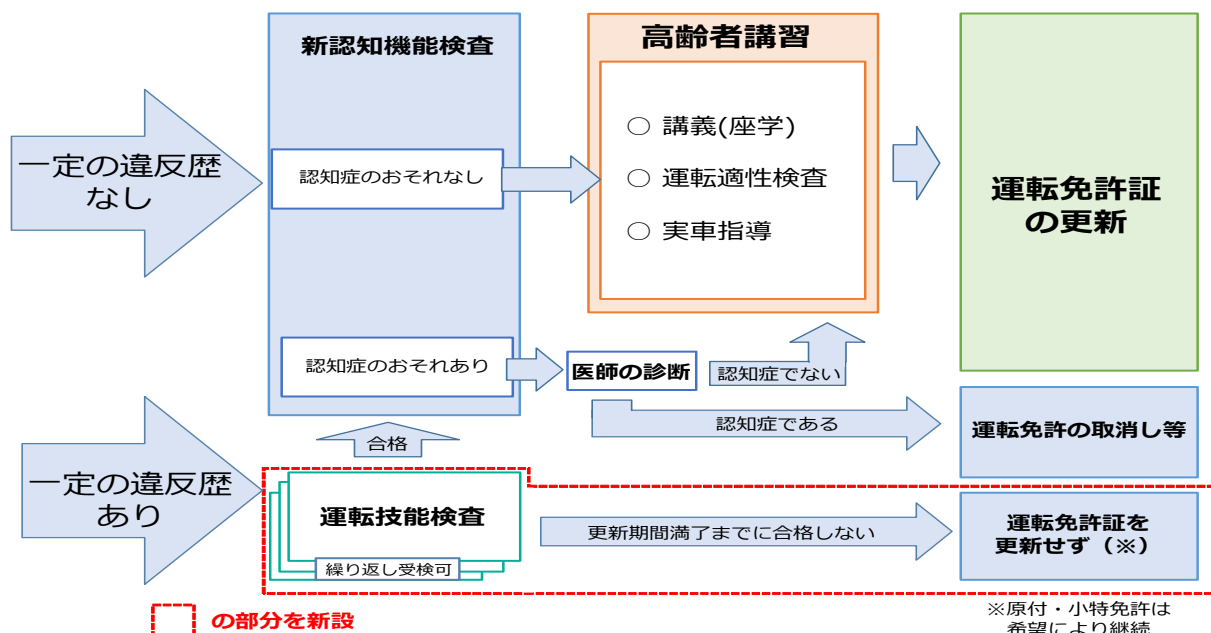 新認知機能検査
高齢者講習
一定の違反歴
なし
認知症のおそれなし
○ 講義(座学)
○ 運転適性検査
○ 実車指導
運転免許証
の更新
認知症のおそれあり
医師の診断
認知症でない
認知症である
運転免許の取消し等
合格
一定の違反歴
あり
運転技能検査
繰り返し受検可
更新期間満了までに合格しない
運転免許証を
更新せず（※）
の部分を新設
※原付・小特免許は
希望により継続